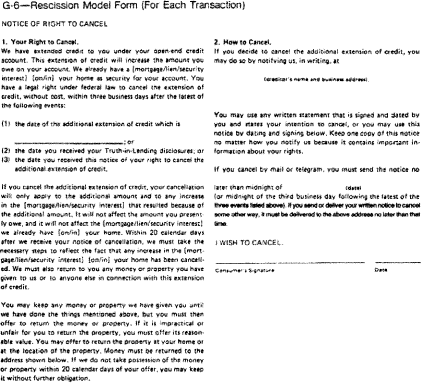 G-6—Rescission Model Form (For Each Transaction)
NOTICE OF RIGHT TO CANCEL
1. Your Right to Cancel.
We have extended credit to you under your open-end credit
account. This extension of credit will increase the amount you
owe on your account. We already have a [mortgage/lien/security
interest] [on/in] your home as security for your account. You
have a legal right under federal law to cancel the extension of
credit, without cost, within three business days after the latest of
the following events:
(1) the date of the additional extension of credit which is
____________________; or
(2) the date you received your Truth-in-Lending disclosures; or
(3) the date you received this notice of your right to cancel the
additional extension of credit.
If you cancel the additional extension of credit, your cancellation
will only apply to the additional amount and to any increase
in the [mortgage/lien/security interest] that resulted because of
the additional amount. It will not affect the amount you present-
ly owe, and it will not affect the [mortgage/lien/security interest]
we already have [on/in] your home. Within 20 calendar days
after we receive your notice of cancellation, we must take the
necessary steps to reflect the fact that any increase in the [mort-
gage/lien/security interest] [on/in] your home has been cancell-
ed. We must also return to you any money or property you have
given to us or to anyone else in connection with this extension
of credit.
You may keep any money or property we have given you until
we have done the things mentioned above, but you must then
offer to return the money or property. If it is impractical or
unfair for you to return the property, you must offer its reason-
able value. You may offer to return the property at your home or
at the location of the property. Money must be returned to the
address shown below. If we do not take possession of the money
or property within 20 calendar days of your offer, you may keep
it without further obligation.
2. How to Cancel.
If you decide to cancel the additional extension of credit, you
may do so by notifying us, in writing, at
(creditor's name and business address).
You may use any written statement that is signed and dated by
you and states your intention to cancel, or you may use this
notice by dating and signing below. Keep one copy of this notice
no matter how you notify us because it contains important in-
formation about your rights.
If you cancel by mail or telegram, you must send the notice no
later than midnight of (date)
(or midnight of the third business day following the latest of the
three events listed above). If you send or deliver your written notice to cancel
some other way, it must be delivered to the above address no later than that
time.
I WISH TO CANCEL.
Consumer's Signature Date